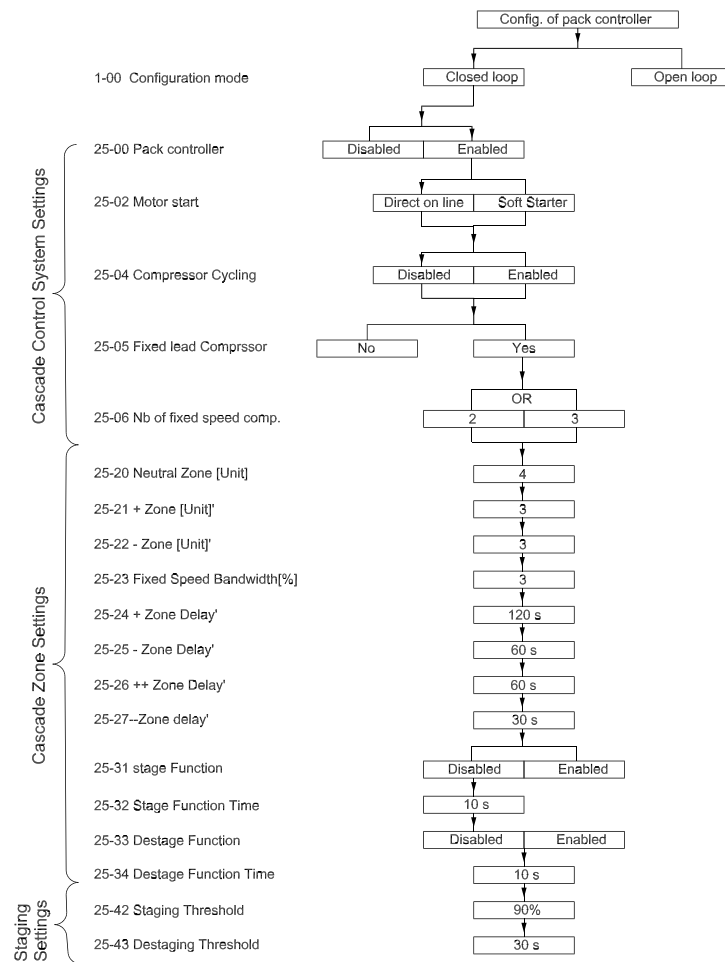 Config. of pack controller
1-00 Configuration mode
Closed loop
Open loop
25-00 Pack controller
Disabled
Enabled
25-02 Motor start
Direct on line
Soft Starter
25-04 Compressor Cycling
Disabled
Enabled
25-05 Fixed lead Comprssor
No
Yes
OR
25-06 Nb of fixed speed comp.
2
3
Cascade Control System Settings
25-20 Neutral Zone [Unit]
4
25-21 + Zone [Unit]'
3
25-22 - Zone [Unit]'
3
25-23 Fixed Speed Bandwidth[%]
3
25-24 + Zone Delay'
120 s
25-25 - Zone Delay'
60 s
25-26 ++ Zone Delay'
60 s
25-27--Zone delay'
30 s
25-31 stage Function
Disabled
Enabled
25-32 Stage Function Time
10 s
25-33 Destage Function
Disabled
Enabled
25-34 Destage Function Time
10 s
Cascade Zone Settings
25-42 Staging Threshold
90%
25-43 Destaging Threshold
30 s
Staging
Settings